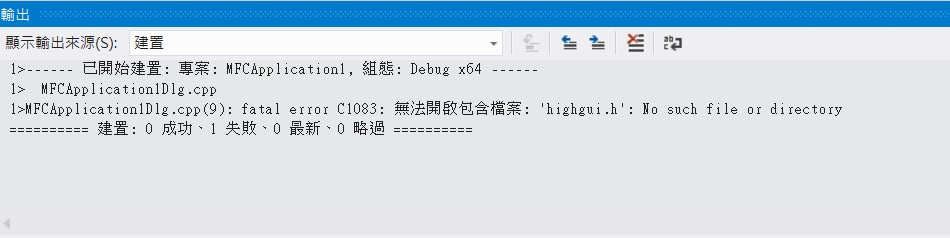 輸出
顯示輸出來源(S): 建置
1>------ 已開始建置: 專案: MFCApplication1, 組態: Debug x64 ------
1>  MFCApplication1Dlg.cpp
1>MFCApplication1Dlg.cpp(9): fatal error C1083: 無法開啟包含檔案: 'highgui.h': No such file or directory
========== 建置: 0 成功、1 失敗、0 最新、0 略過 ==========